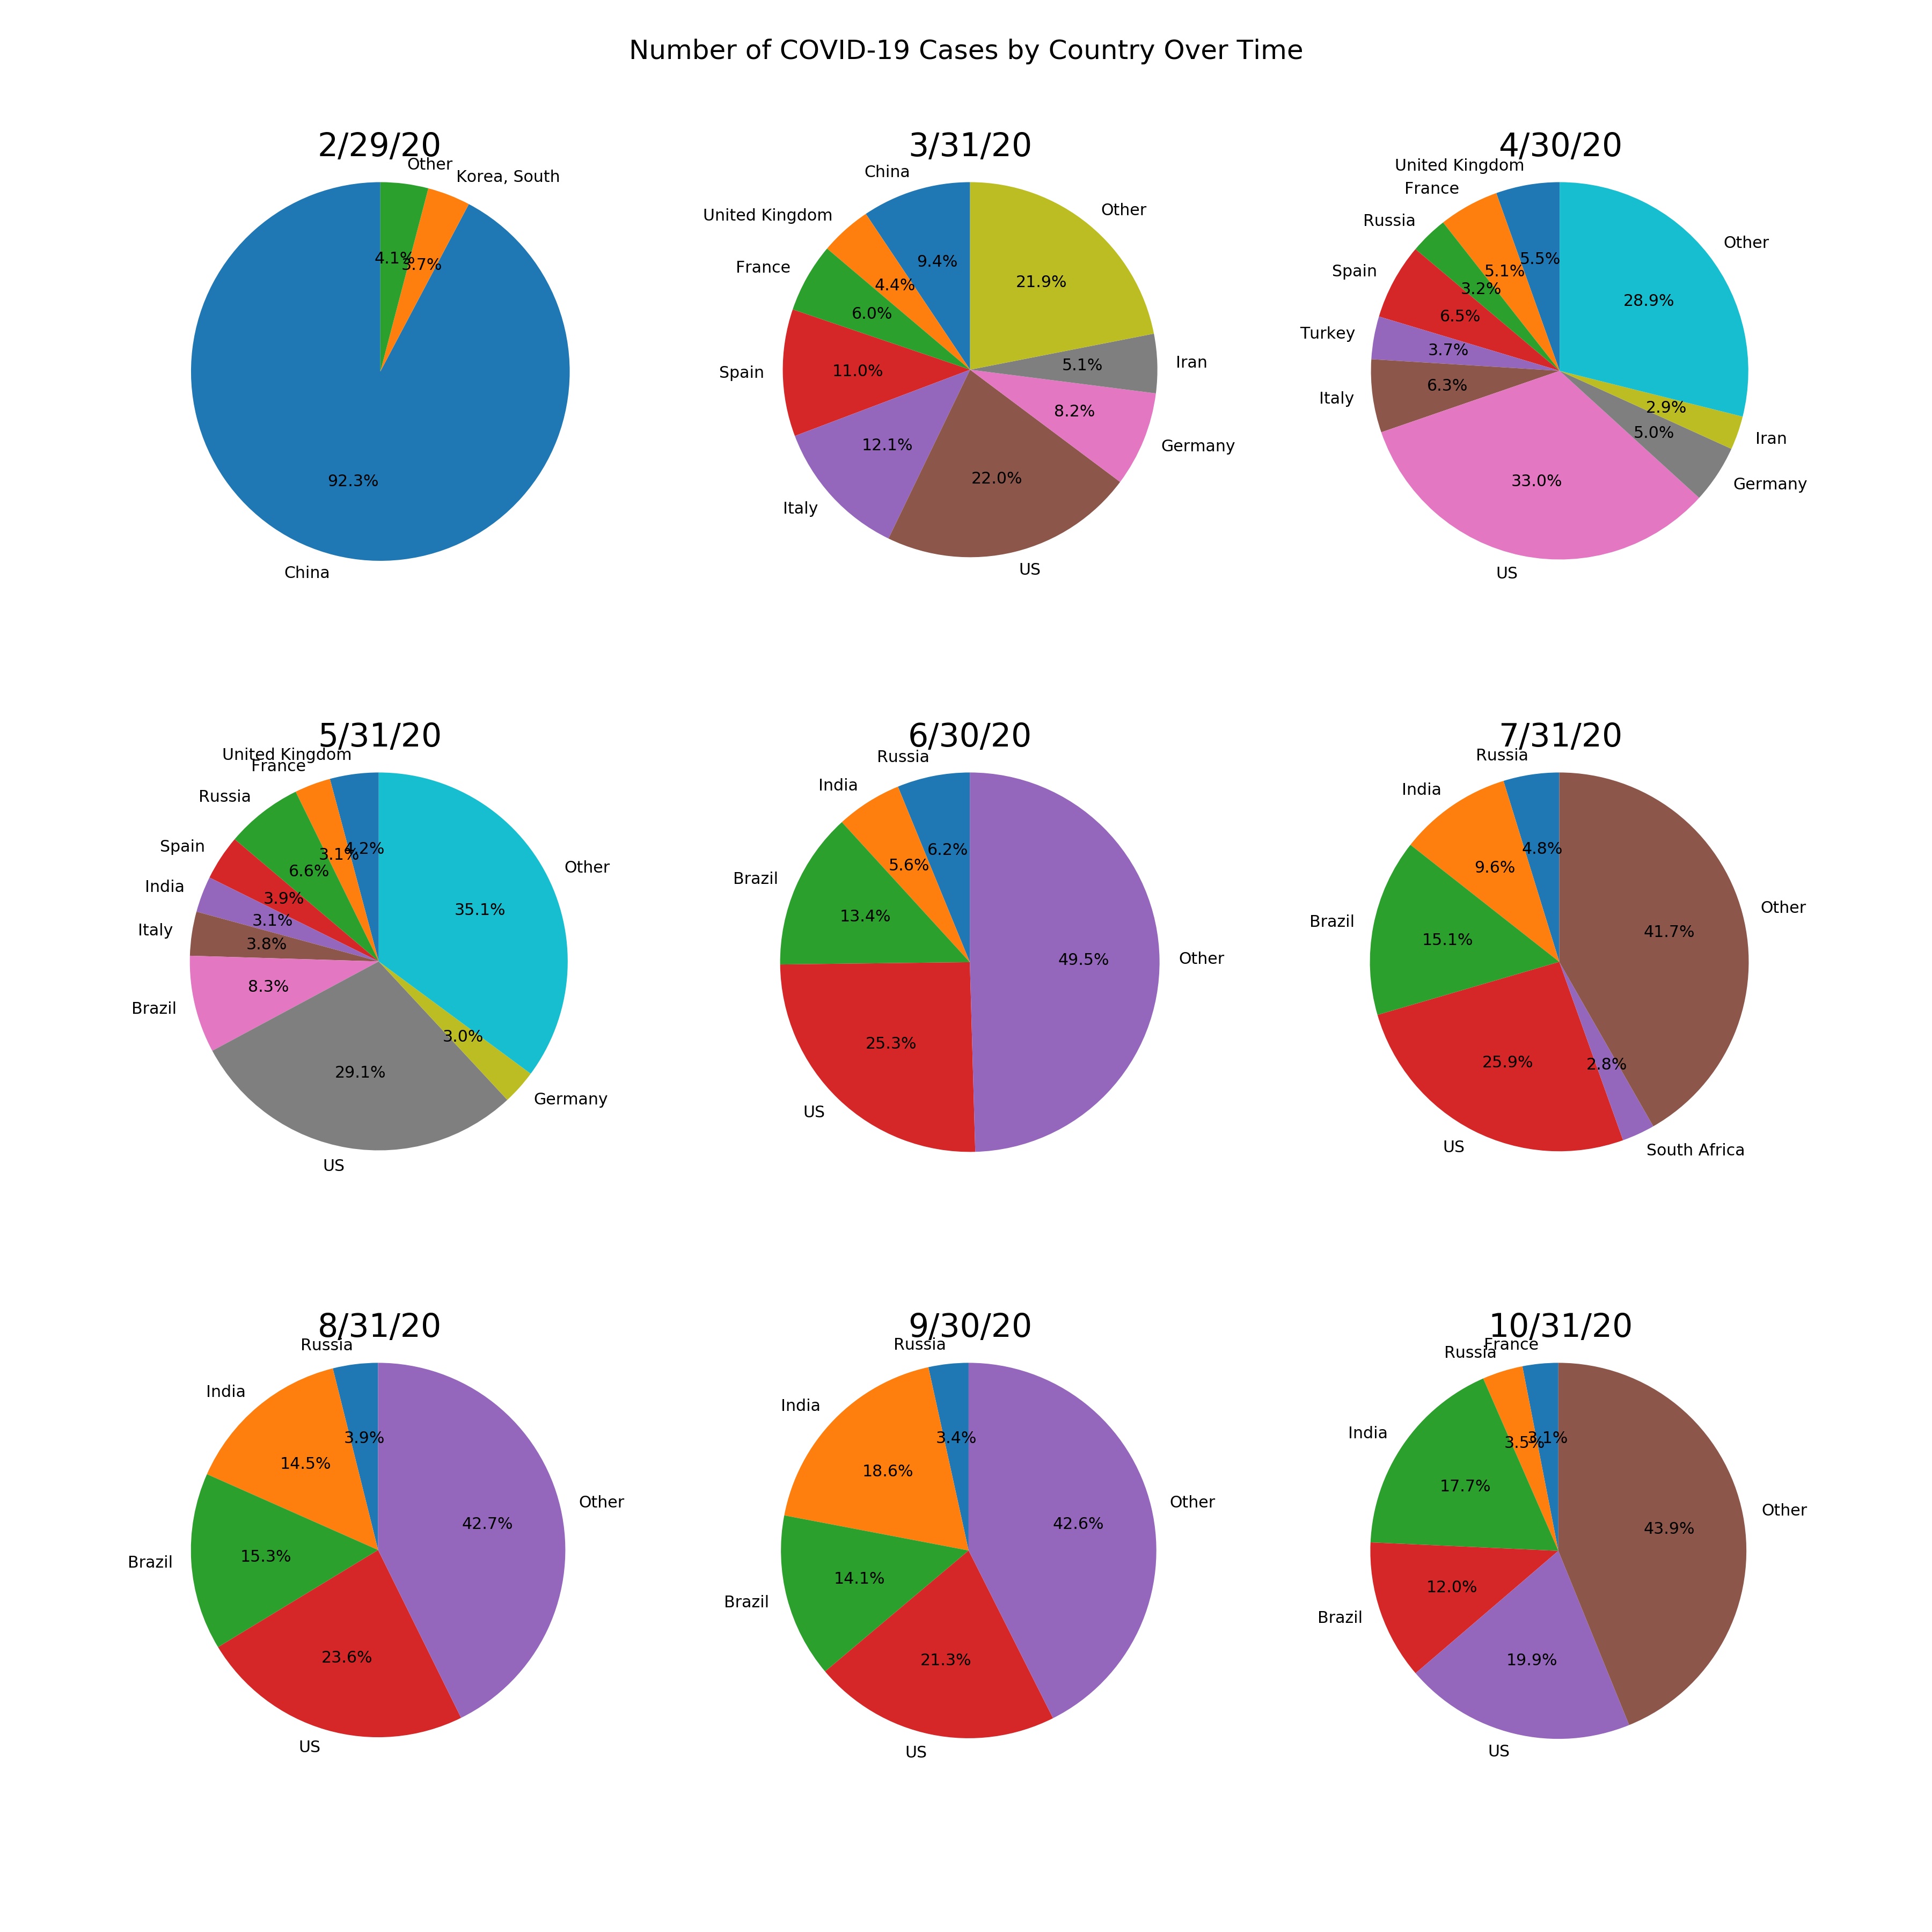 Number of COVID-19 Cases by Country Over Time
2/29/20
Other
Korea, South
4.1%
3.7%
92.3%
China
3/31/20
China
United Kingdom
Other
France
9.4%
21.9%
4.4%
6.0%
Iran
5.1%
Spain
11.0%
8.2%
Germany
12.1%
22.0%
Italy
US
4/30/20
United Kingdom
France
Russia
Other
Spain
5.5%
5.1%
3.2%
28.9%
6.5%
Turkey
3.7%
6.3%
Italy
2.9%
5.0%
Iran
33.0%
Germany
US
5/31/20
United Kingdom
France
Russia
Spain
4.2%
3.1%
Other
6.6%
India
3.9%
35.1%
3.1%
Italy
3.8%
8.3%
Brazil
3.0%
29.1%
Germany
US
6/30/20
Russia
India
6.2%
5.6%
Brazil
13.4%
Other
49.5%
25.3%
US
7/31/20
Russia
India
4.8%
9.6%
Other
Brazil
41.7%
15.1%
25.9%
2.8%
US
South Africa
8/31/20
Russia
India
3.9%
14.5%
Other
42.7%
15.3%
Brazil
23.6%
US
9/30/20
Russia
India
3.4%
18.6%
Other
42.6%
14.1%
Brazil
21.3%
US
10/31/20
France
Russia
India
3.1%
3.5%
17.7%
Other
43.9%
12.0%
Brazil
19.9%
US